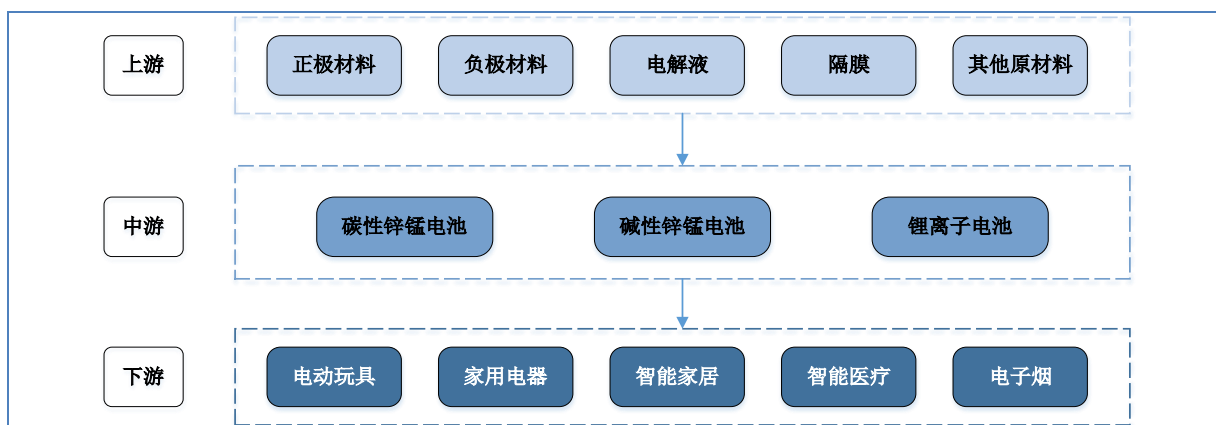 上游
正极材料
负极材料
电解液
隔膜
其他原材料
中游
碳性锌锰电池
碱性锌锰电池
锂离子电池
下游
电动玩具
家用电器
智能家居
智能医疗
电子烟